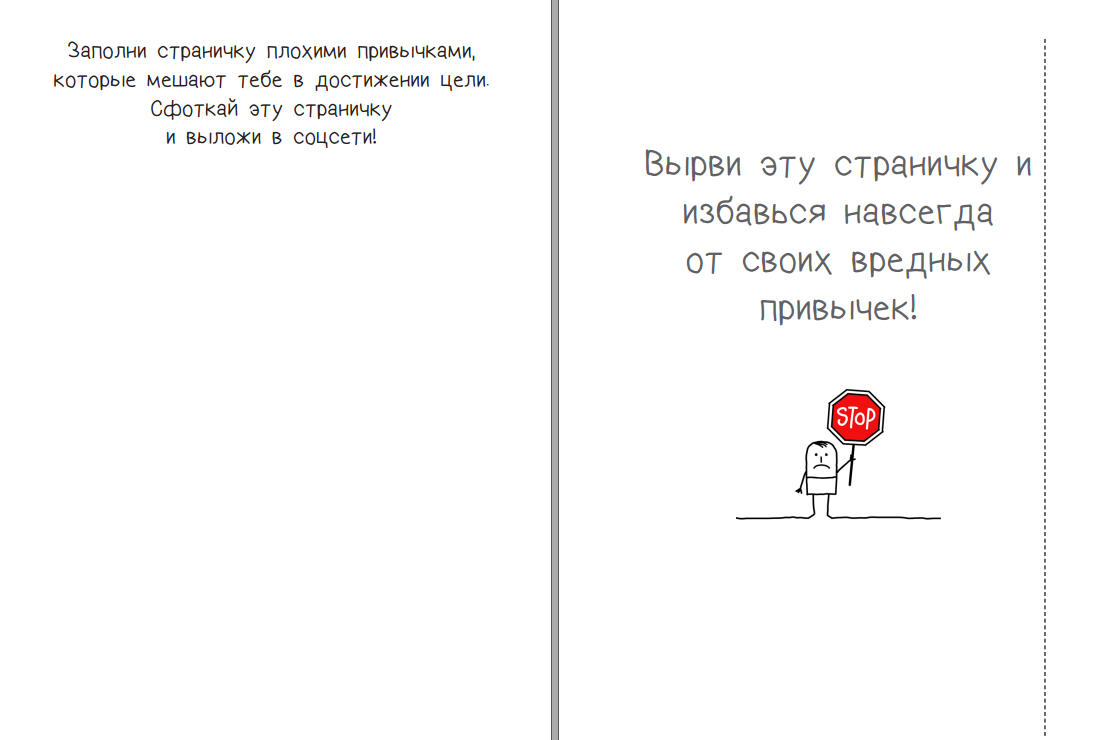 Заполни страничку плохими привычками,
которые мешают тебе в достижении цели.
Сфоткай эту страничку
и выложи в соцсети!
Вырви эту страничку и
избавься навсегда
от своих вредных
привычек!
STOP